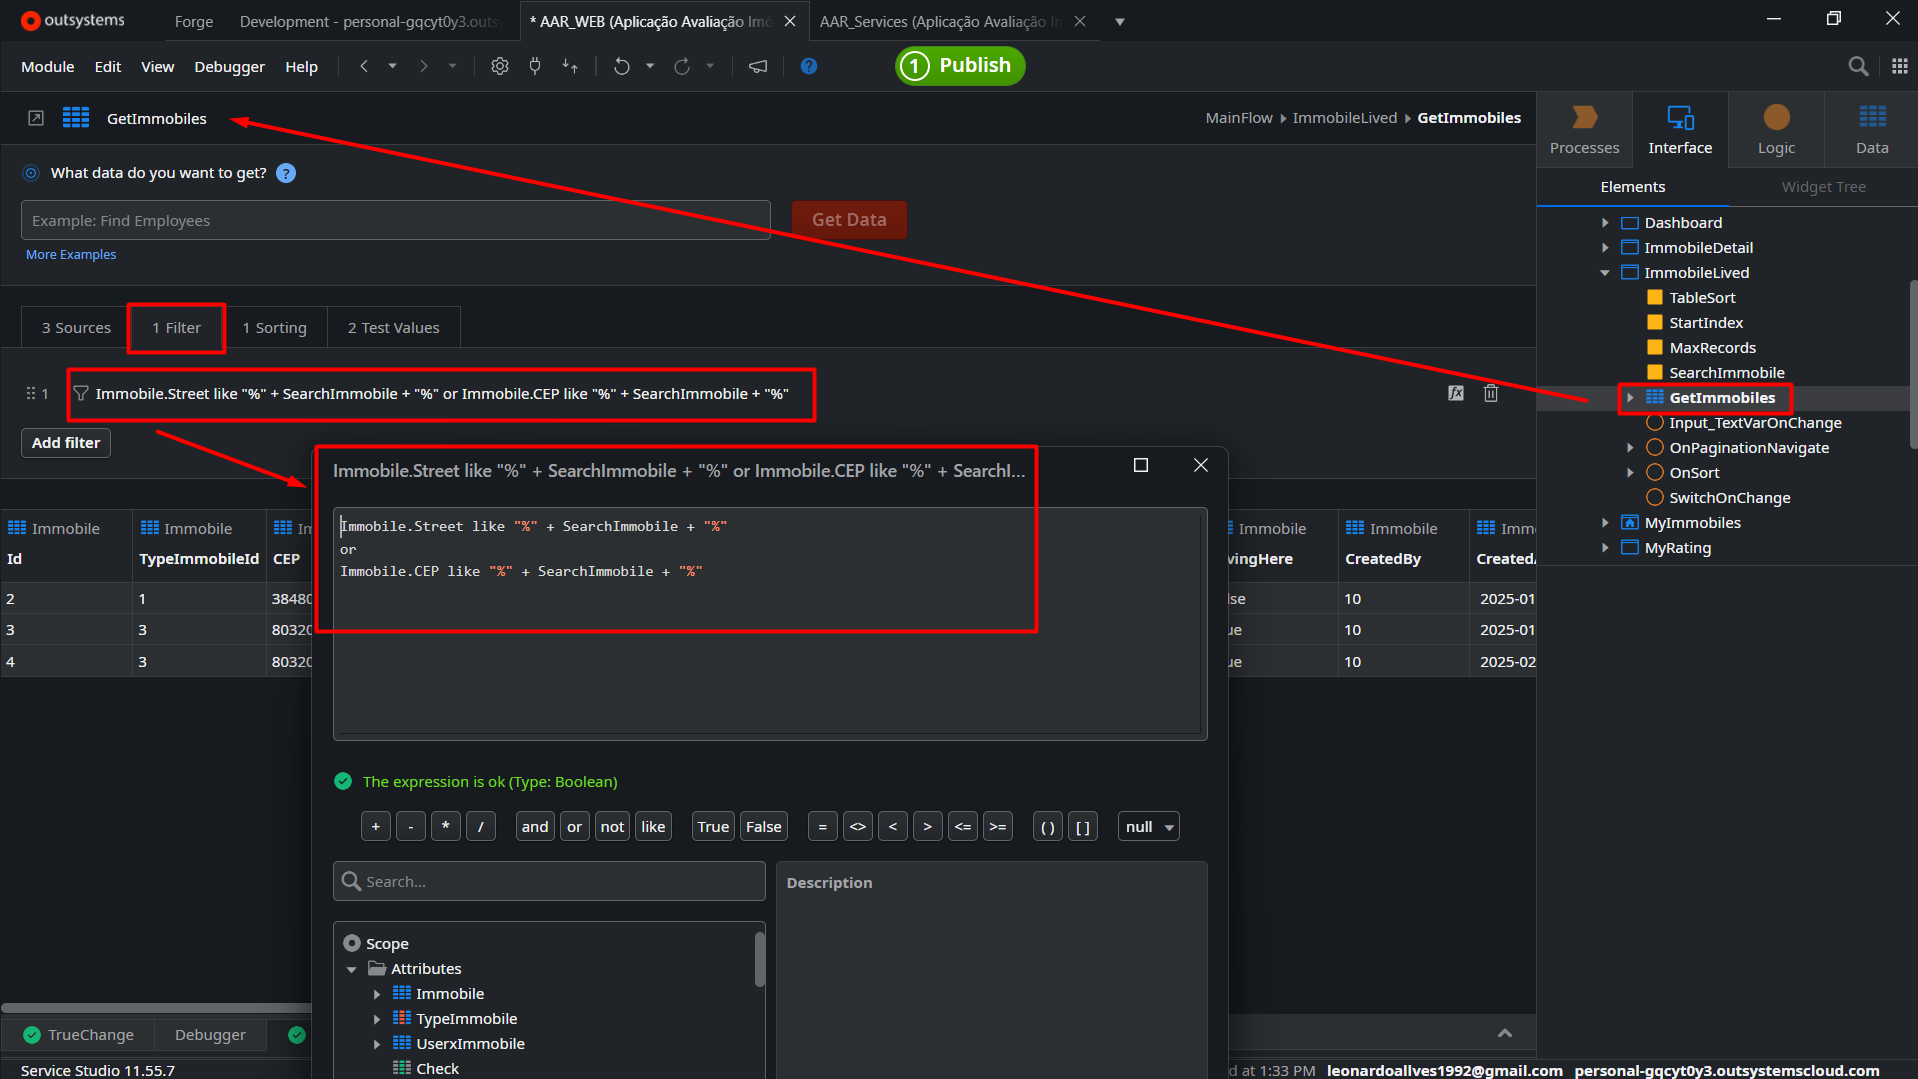 outsystems
Forge
Development - personal-gqcyt0y3.outs
* AAR_WEB (Aplicação Avaliação Imó
AAR_Services (Aplicação Avaliação I
Module Edit View Debugger Help
1 Publish
GetImmobiles
MainFlow ImmobileLived GetImmobiles
What data do you want to get? ?
Example: Find Employees
Get Data
More Examples
3 Sources 1 Filter 1 Sorting 2 Test Values
1 Immobile.Street like "%" + SearchImmobile + "%" or Immobile.CEP like "%" + SearchImmobile + "%"
Add filter
Immobile.Street like "%" + SearchImmobile + "%" or Immobile.CEP like "%" + SearchI...
Immobile.Street like "%" + SearchImmobile + "%"
or
Immobile.CEP like "%" + SearchImmobile + "%"
The expression is ok (Type: Boolean)
+ - * / and or not like True False = <> < > <= >= ( ) [ ] null
Search...
Description
Scope
Attributes
Immobile
TypeImmobile
UserxImmobile
Check
Immobile Immobile Im
Id TypeImmobileId CEP
2 1 3848
3 3 8032
4 3 8032
Immobile Immobile Imm
vingHere CreatedBy Created
lse 10 2025-01
ue 10 2025-01
ue 10 2025-02
Processes Interface Logic Data
Elements Widget Tree
Dashboard
ImmobileDetail
ImmobileLived
TableSort
StartIndex
MaxRecords
SearchImmobile
GetImmobiles
Input_TextVarOnChange
OnPaginationNavigate
OnSort
SwitchOnChange
MyImmobiles
MyRating
TrueChange Debugger
Service Studio 11.55.7
d at 1:33 PM leonardoallves1992@gmail.com personal-gqcyt0y3.outsystemscloud.com